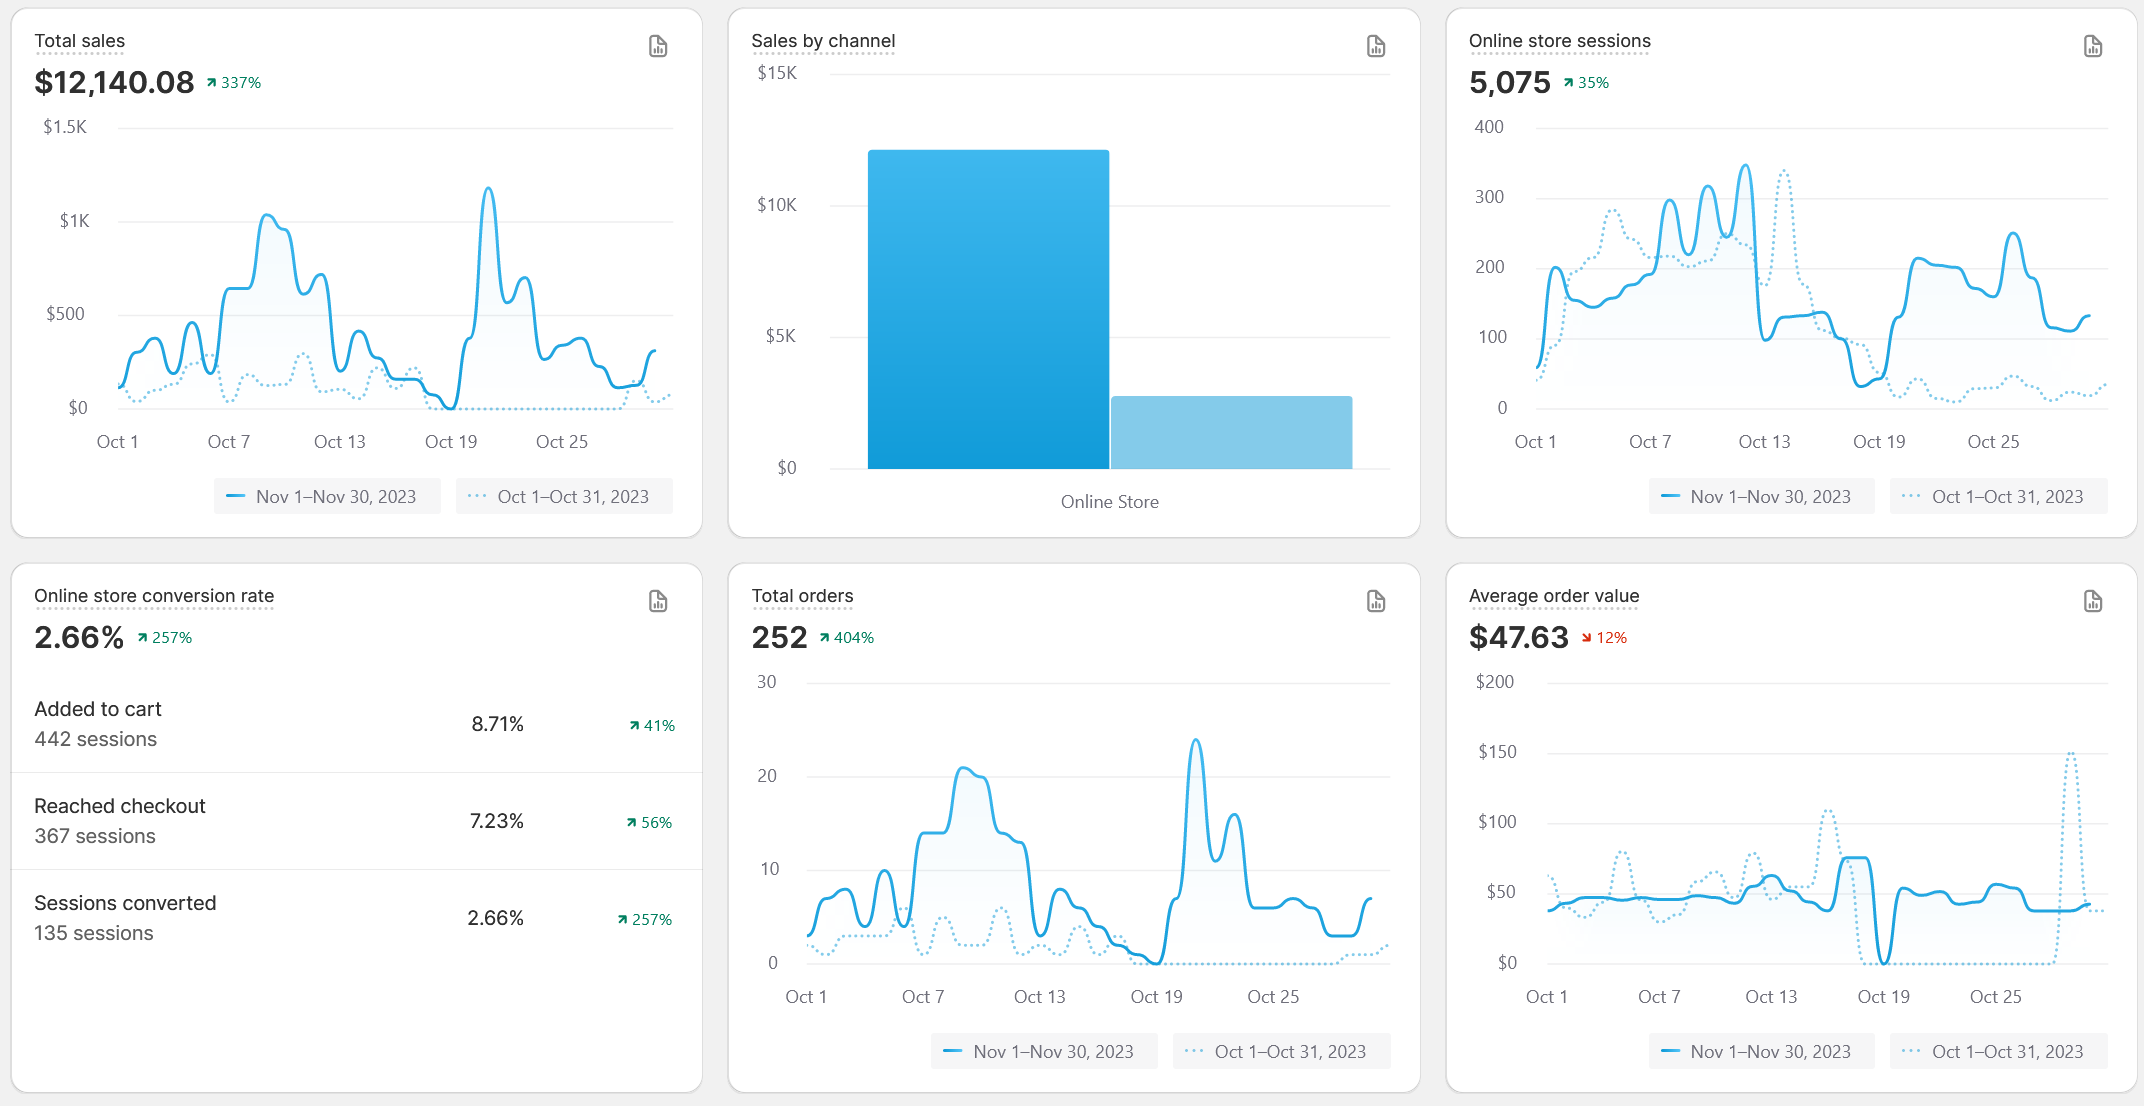 Total sales
$12,140.08 337%
$1.5K
$1K
$500
$0
Oct 1 Oct 7 Oct 13 Oct 19 Oct 25
Nov 1–Nov 30, 2023 Oct 1–Oct 31, 2023
Sales by channel
$15K
$10K
$5K
$0
Online Store
Online store sessions
5,075 35%
400
300
200
100
0
Oct 1 Oct 7 Oct 13 Oct 19 Oct 25
Nov 1–Nov 30, 2023 Oct 1–Oct 31, 2023
Online store conversion rate
2.66% 257%
Added to cart
442 sessions
8.71% 41%
Reached checkout
367 sessions
7.23% 56%
Sessions converted
135 sessions
2.66% 257%
Total orders
252 404%
30
20
10
0
Oct 1 Oct 7 Oct 13 Oct 19 Oct 25
Nov 1–Nov 30, 2023 Oct 1–Oct 31, 2023
Average order value
$47.63 12%
$200
$150
$100
$50
$0
Oct 1 Oct 7 Oct 13 Oct 19 Oct 25
Nov 1–Nov 30, 2023 Oct 1–Oct 31, 2023